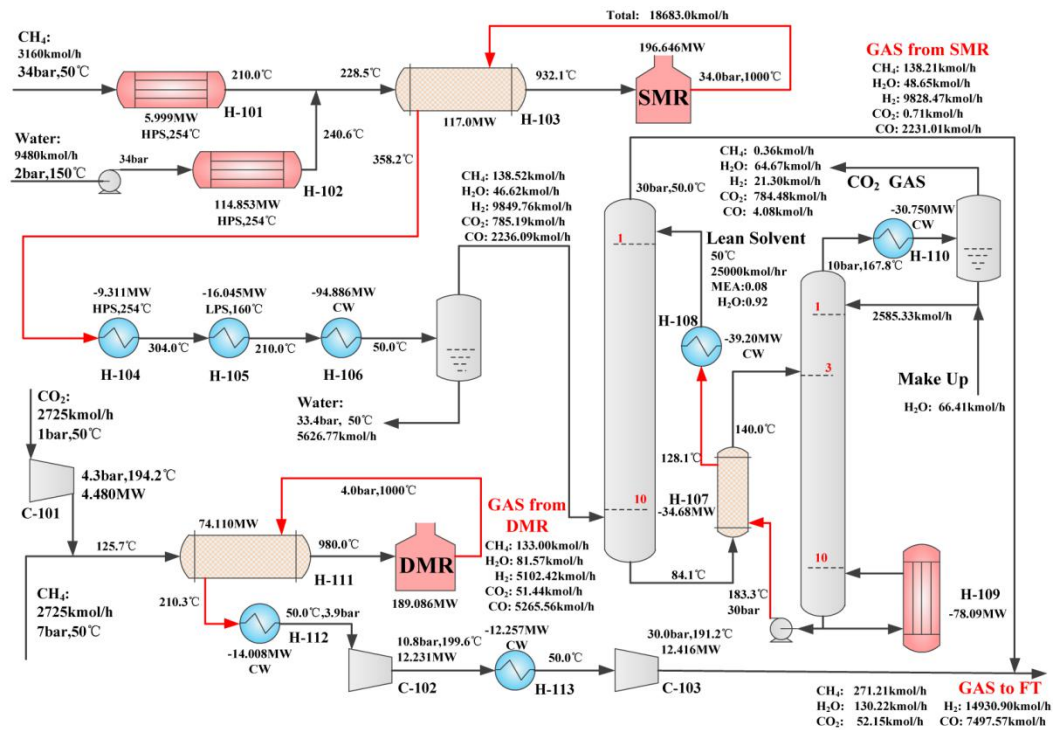 CH₄:
3160kmol/h
34bar,50℃
210.0℃
5.999MW
HPS,254℃
H-101
Water:
9480kmol/h
2bar,150℃
34bar
114.853MW
HPS,254℃
H-102
240.6℃
228.5℃
117.0MW
H-103
358.2℃
932.1℃
Total: 18683.0kmol/h
196.646MW
SMR
34.0bar,1000℃
GAS from SMR
CH₄: 138.21kmol/h
H₂O: 48.65kmol/h
H₂: 9828.47kmol/h
CO₂: 0.71kmol/h
CO: 2231.01kmol/h
CH₄: 138.52kmol/h
H₂O: 46.62kmol/h
H₂: 9849.76kmol/h
CO₂: 785.19kmol/h
CO: 2236.09kmol/h
30bar,50.0℃
CH₄: 0.36kmol/h
H₂O: 64.67kmol/h
H₂: 21.30kmol/h
CO₂: 784.48kmol/h
CO: 4.08kmol/h
CO₂ GAS
-30.750MW
CW
H-110
10bar,167.8℃
1
Lean Solvent
50℃
25000kmol/hr
MEA:0.08
H₂O:0.92
1
2585.33kmol/h
Make Up
H₂O: 66.41kmol/h
3
-9.311MW
HPS,254℃
H-104
304.0℃
-16.045MW
LPS,160℃
H-105
210.0℃
-94.886MW
CW
H-106
50.0℃
Water:
33.4bar, 50℃
5626.77kmol/h
H-108
-39.20MW
CW
140.0℃
128.1℃
H-107
-34.68MW
10
84.1℃
183.3℃
30bar
10
H-109
-78.09MW
CO₂:
2725kmol/h
1bar,50℃
C-101
4.3bar,194.2℃
4.480MW
125.7℃
CH₄:
2725kmol/h
7bar,50℃
74.110MW
H-111
4.0bar,1000℃
980.0℃
DMR
189.086MW
GAS from
DMR
CH₄: 133.00kmol/h
H₂O: 81.57kmol/h
H₂: 5102.42kmol/h
CO₂: 51.44kmol/h
CO: 5265.56kmol/h
210.3℃
H-112
-14.008MW
CW
50.0℃,3.9bar
C-102
10.8bar,199.6℃
12.231MW
-12.257MW
CW
H-113
50.0℃
C-103
30.0bar,191.2℃
12.416MW
GAS to FT
CH₄: 271.21kmol/h
H₂O: 130.22kmol/h
H₂: 14930.90kmol/h
CO₂: 52.15kmol/h
CO: 7497.57kmol/h